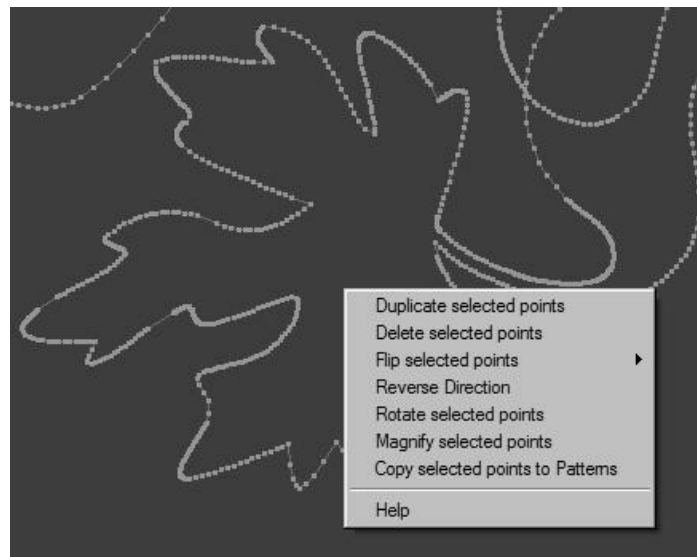 Duplicate selected points
Delete selected points
Flip selected points
Reverse Direction
Rotate selected points
Magnify selected points
Copy selected points to Patterns
Help